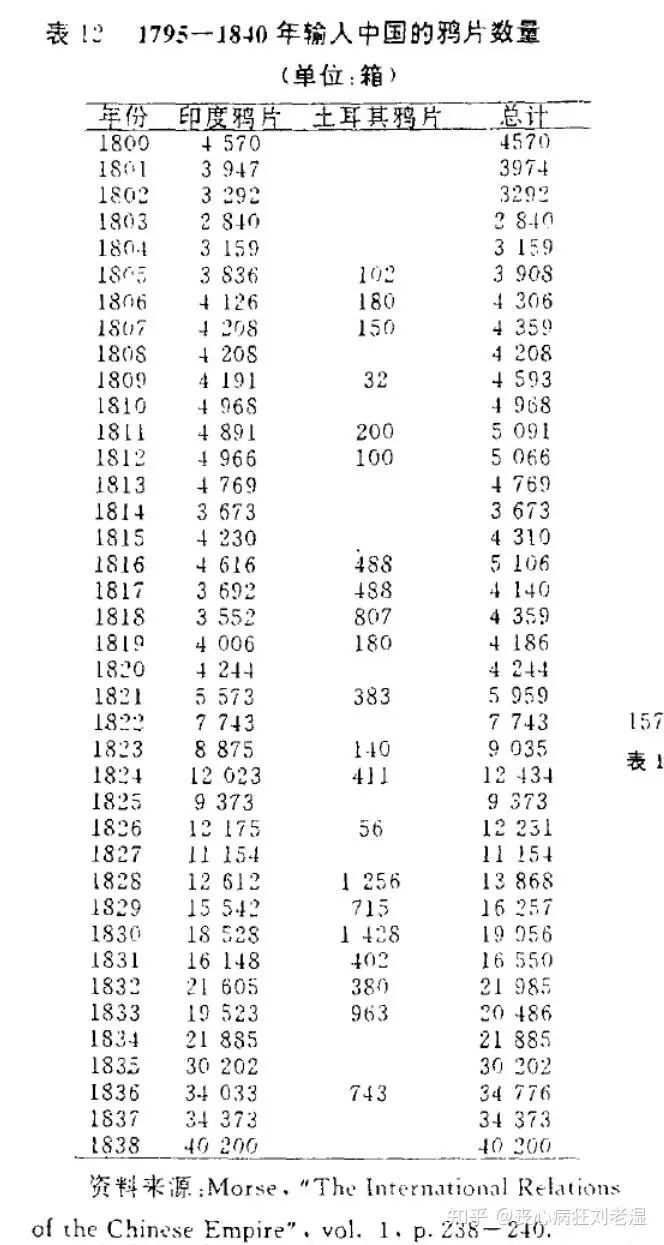 表 12 1795—1840 年输入中国的鸦片数量
（单位:箱）
年份 印度鸦片 土耳其鸦片 总计
1800 4 570 4570
1801 3 947 3974
1802 3 292 3292
1803 2 840 2 840
1804 3 159 3 159
1805 3 836 102 3 908
1806 4 126 180 4 306
1807 4 208 150 4 359
1808 4 208 4 208
1809 4 191 32 4 593
1810 4 968 4 968
1811 4 891 200 5 091
1812 4 966 100 5 066
1813 4 769 4 769
1814 3 673 3 673
1815 4 230 4 310
1816 4 616 488 5 106
1817 3 692 488 4 140
1818 3 552 807 4 359
1819 4 006 180 4 186
1820 4 244 4 244
1821 5 573 383 5 959
1822 7 743 7 743 157
1823 8 875 140 9 035 表 1
1824 12 023 411 12 434
1825 9 373 9 373
1826 12 175 56 12 231
1827 11 154 11 154
1828 12 612 1 256 13 868
1829 15 542 715 16 257
1830 18 528 1 428 19 956
1831 16 148 402 16 550
1832 21 605 380 21 985
1833 19 523 963 20 486
1834 21 885 21 885
1835 30 202 30 202
1836 34 033 743 34 776
1837 34 373 34 373
1838 40 200 40 200
资料来源:Morse, "The International Relations
of the Chinese Empire", vol. 1, p. 238—240.
知乎 @丧心病狂刘老湿